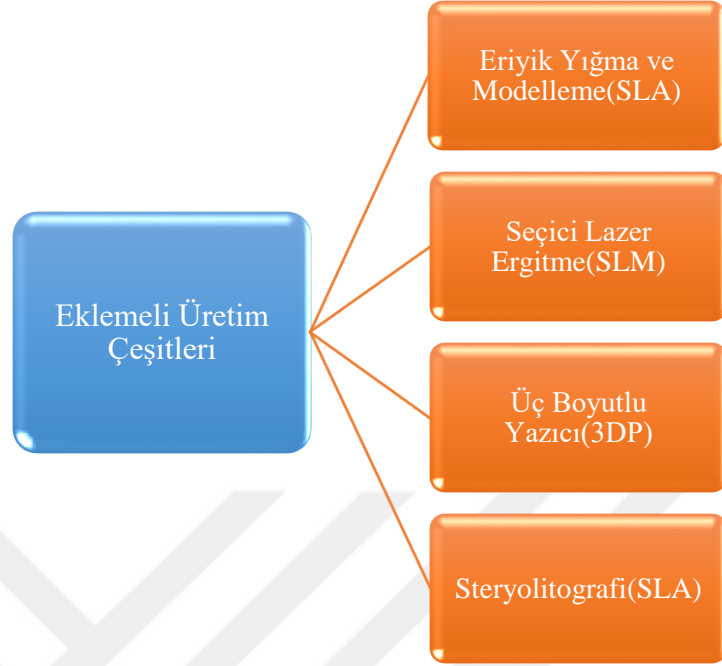 Eklemeli Üretim
Çeşitleri
Eriyik Yığma ve
Modelleme(SLA)
Seçici Lazer
Ergitme(SLM)
Üç Boyutlu
Yazıcı(3DP)
Steryolitografi(SLA)